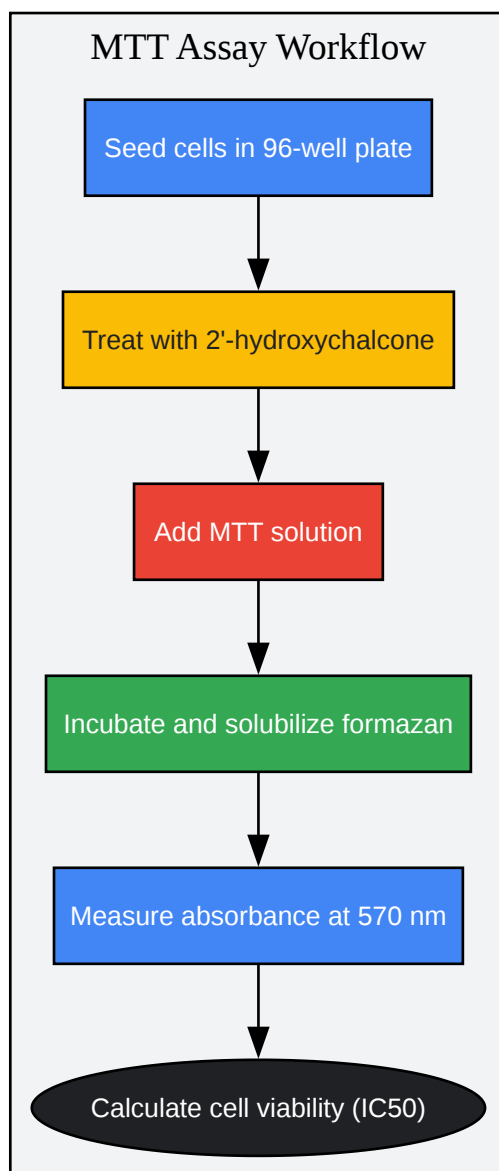 MTT Assay Workflow
Seed cells in 96-well plate
Treat with 2'-hydroxychalcone
Add MTT solution
Incubate and solubilize formazan
Measure absorbance at 570 nm
Calculate cell viability (IC50)